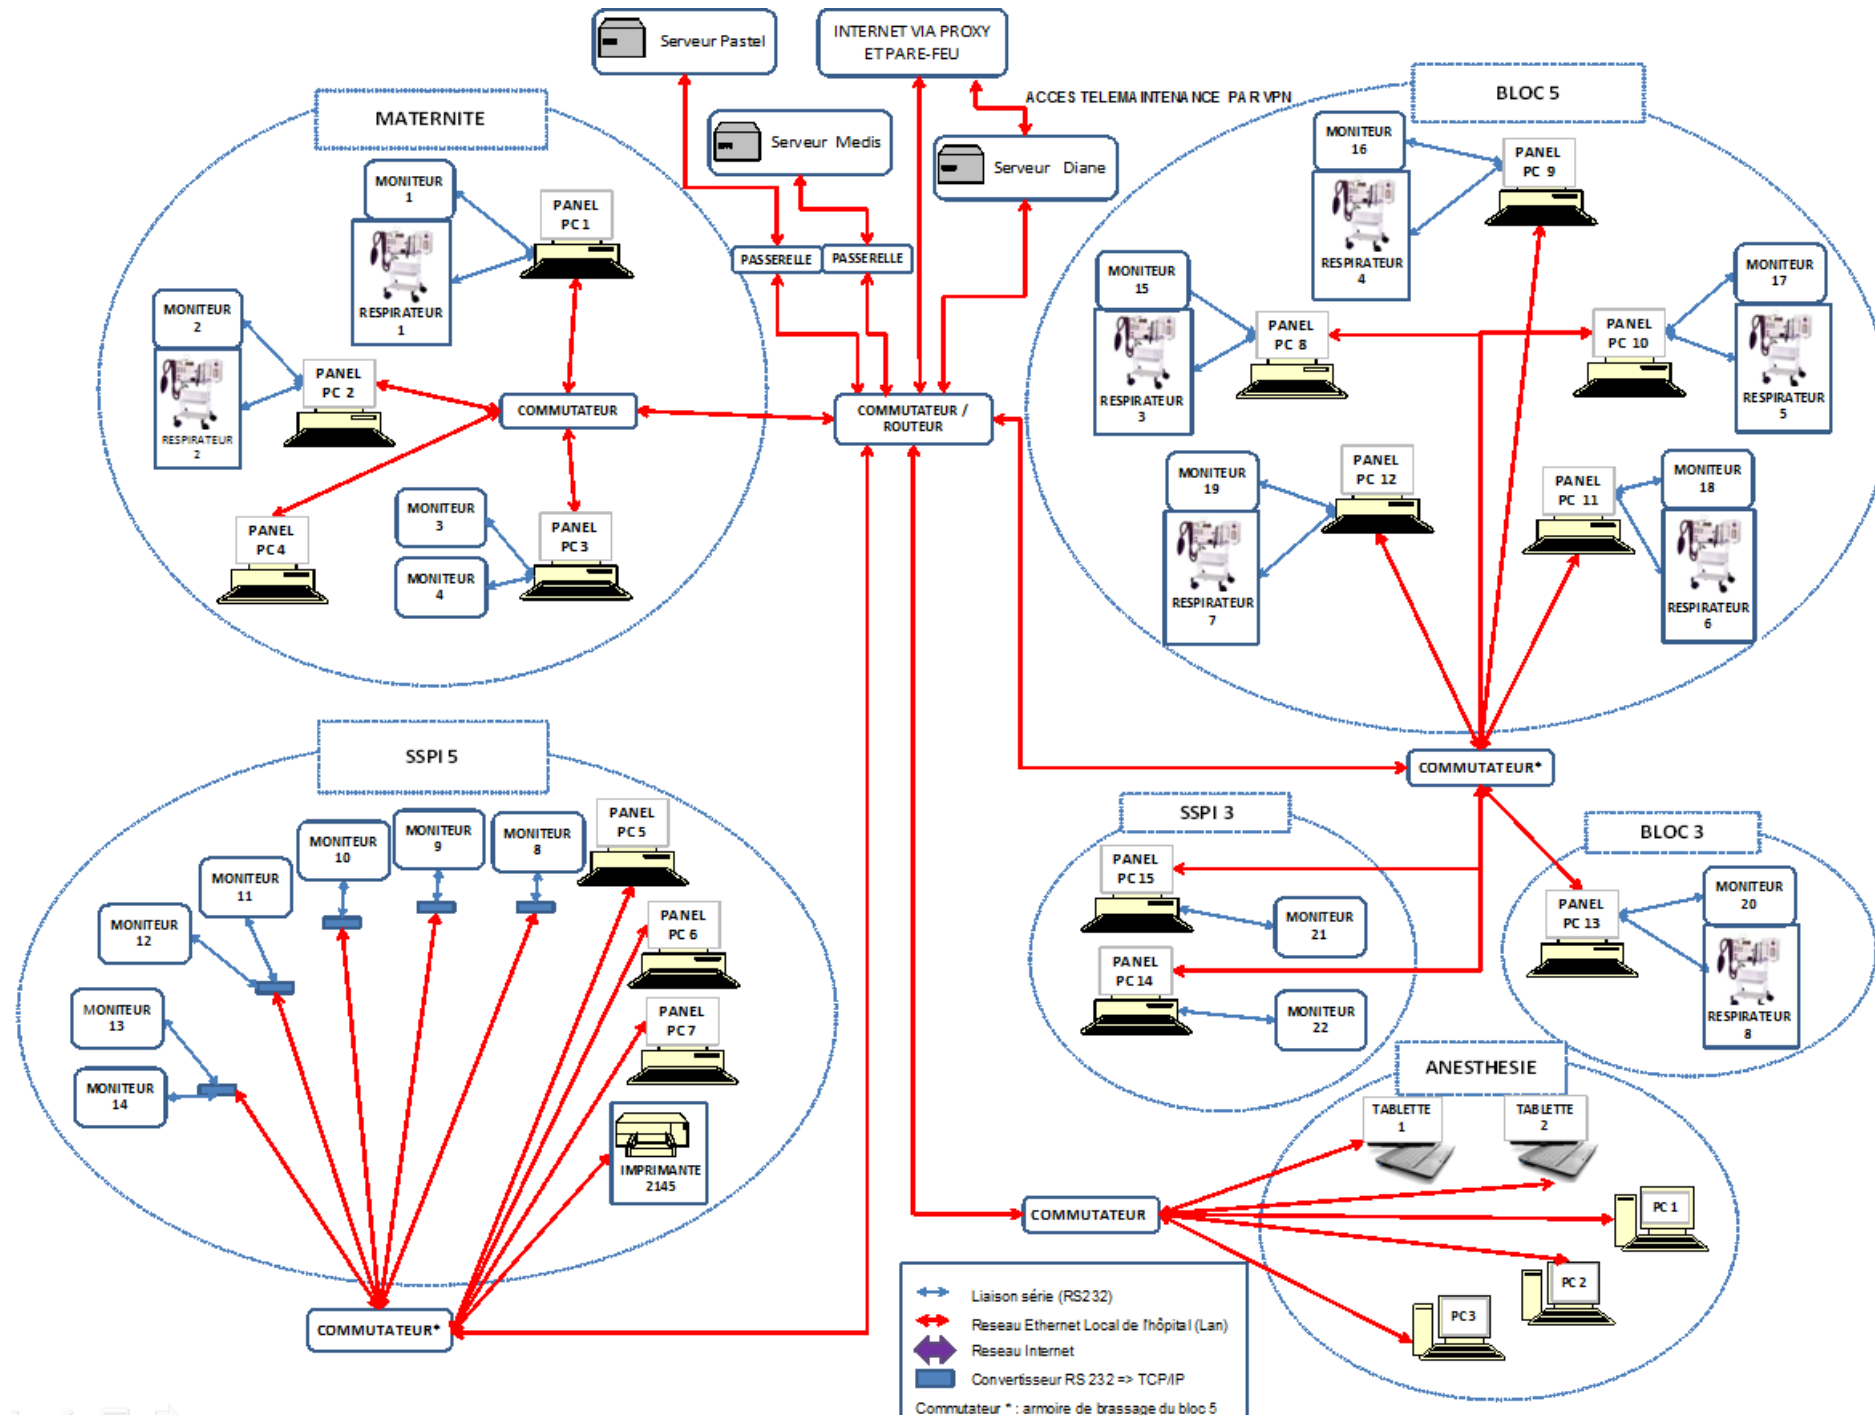 Serveur Pastel
INTERNET VIA PROXY
ET PARE-FEU
ACCES TELEMAINTENANCE PAR VPN
Serveur Medis
Serveur Diane
PASSERELLE
PASSERELLE
COMMUTATEUR /
ROUTEUR
MATERNITE
MONITEUR
1
PANEL
PC 1
RESPIRATEUR
1
MONITEUR
2
PANEL
PC 2
RESPIRATEUR
2
COMMUTATEUR
PANEL
PC 4
MONITEUR
3
PANEL
PC 3
MONITEUR
4
BLOC 5
MONITEUR
16
PANEL
PC 9
RESPIRATEUR
4
MONITEUR
15
PANEL
PC 8
RESPIRATEUR
3
MONITEUR
17
PANEL
PC 10
RESPIRATEUR
5
MONITEUR
19
PANEL
PC 12
RESPIRATEUR
7
PANEL
PC 11
MONITEUR
18
RESPIRATEUR
6
COMMUTATEUR*
SSPI 5
MONITEUR
10
MONITEUR
9
MONITEUR
8
PANEL
PC 5
MONITEUR
11
MONITEUR
12
PANEL
PC 6
MONITEUR
13
PANEL
PC 7
MONITEUR
14
IMPRIMANTE
2145
COMMUTATEUR*
SSPI 3
PANEL
PC 15
MONITEUR
21
PANEL
PC 14
MONITEUR
22
BLOC 3
PANEL
PC 13
MONITEUR
20
RESPIRATEUR
8
ANESTHESIE
TABLETTE
1
TABLETTE
2
COMMUTATEUR
PC 1
PC 2
PC 3
Liaison série (RS232)
Reseau Ethernet Local de l'hôpital (Lan)
Reseau Internet
Convertisseur RS 232 => TCP/IP
Commutateur * : armoire de brassage du bloc 5